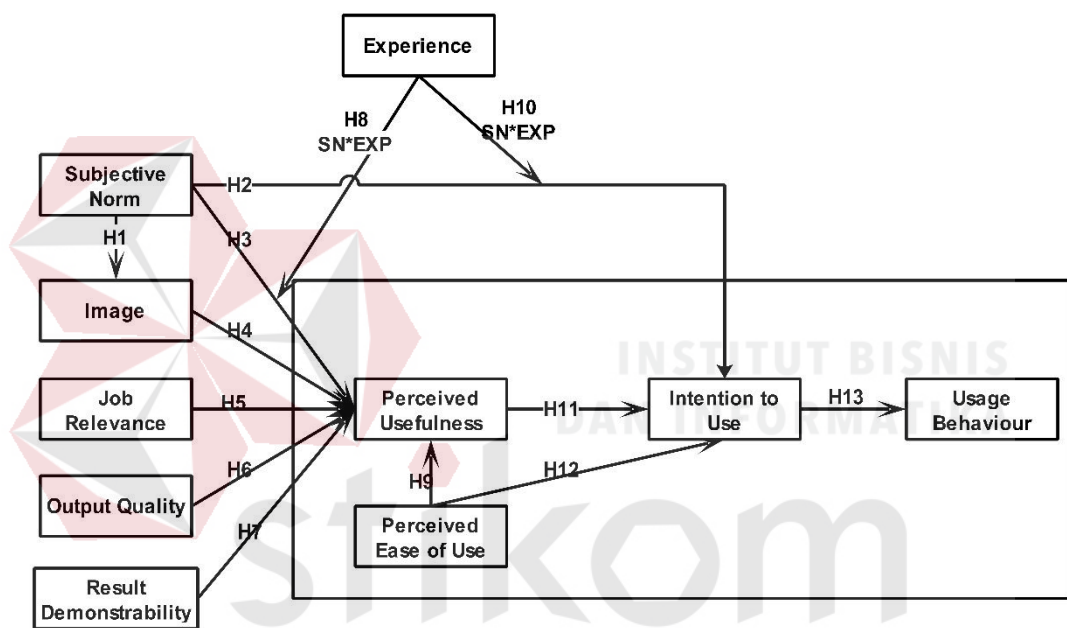 Experience
H8
SN*EXP
H10
SN*EXP
Subjective
Norm
H2
H1
H3
Image
H4
INSTITUT BISNIS
DAN INFORMATIKA
Job
Relevance
H5
Perceived
Usefulness
H11
Intention to
Use
H13
Usage
Behaviour
H6
H9
H12
Output Quality
H7
Perceived
Ease of Use
stikom
Result
Demonstrability